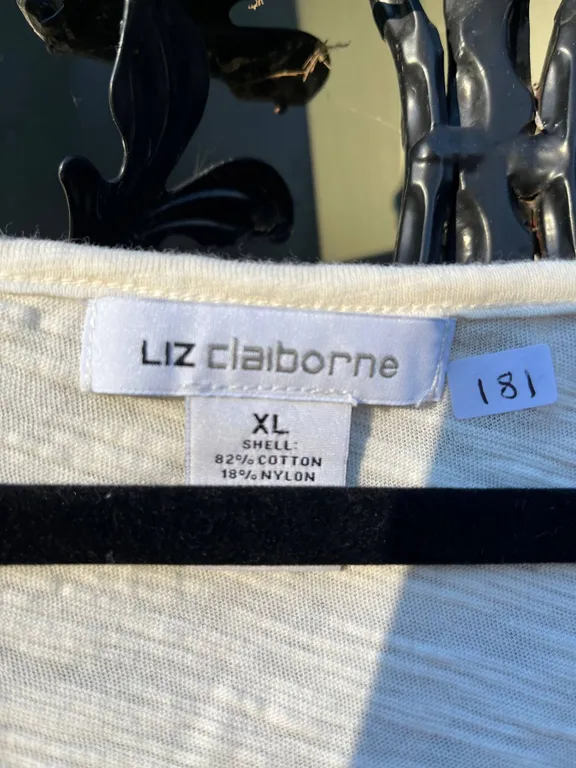 LIZ claiborne
181
XL
SHELL:
82% COTTON
18% NYLON